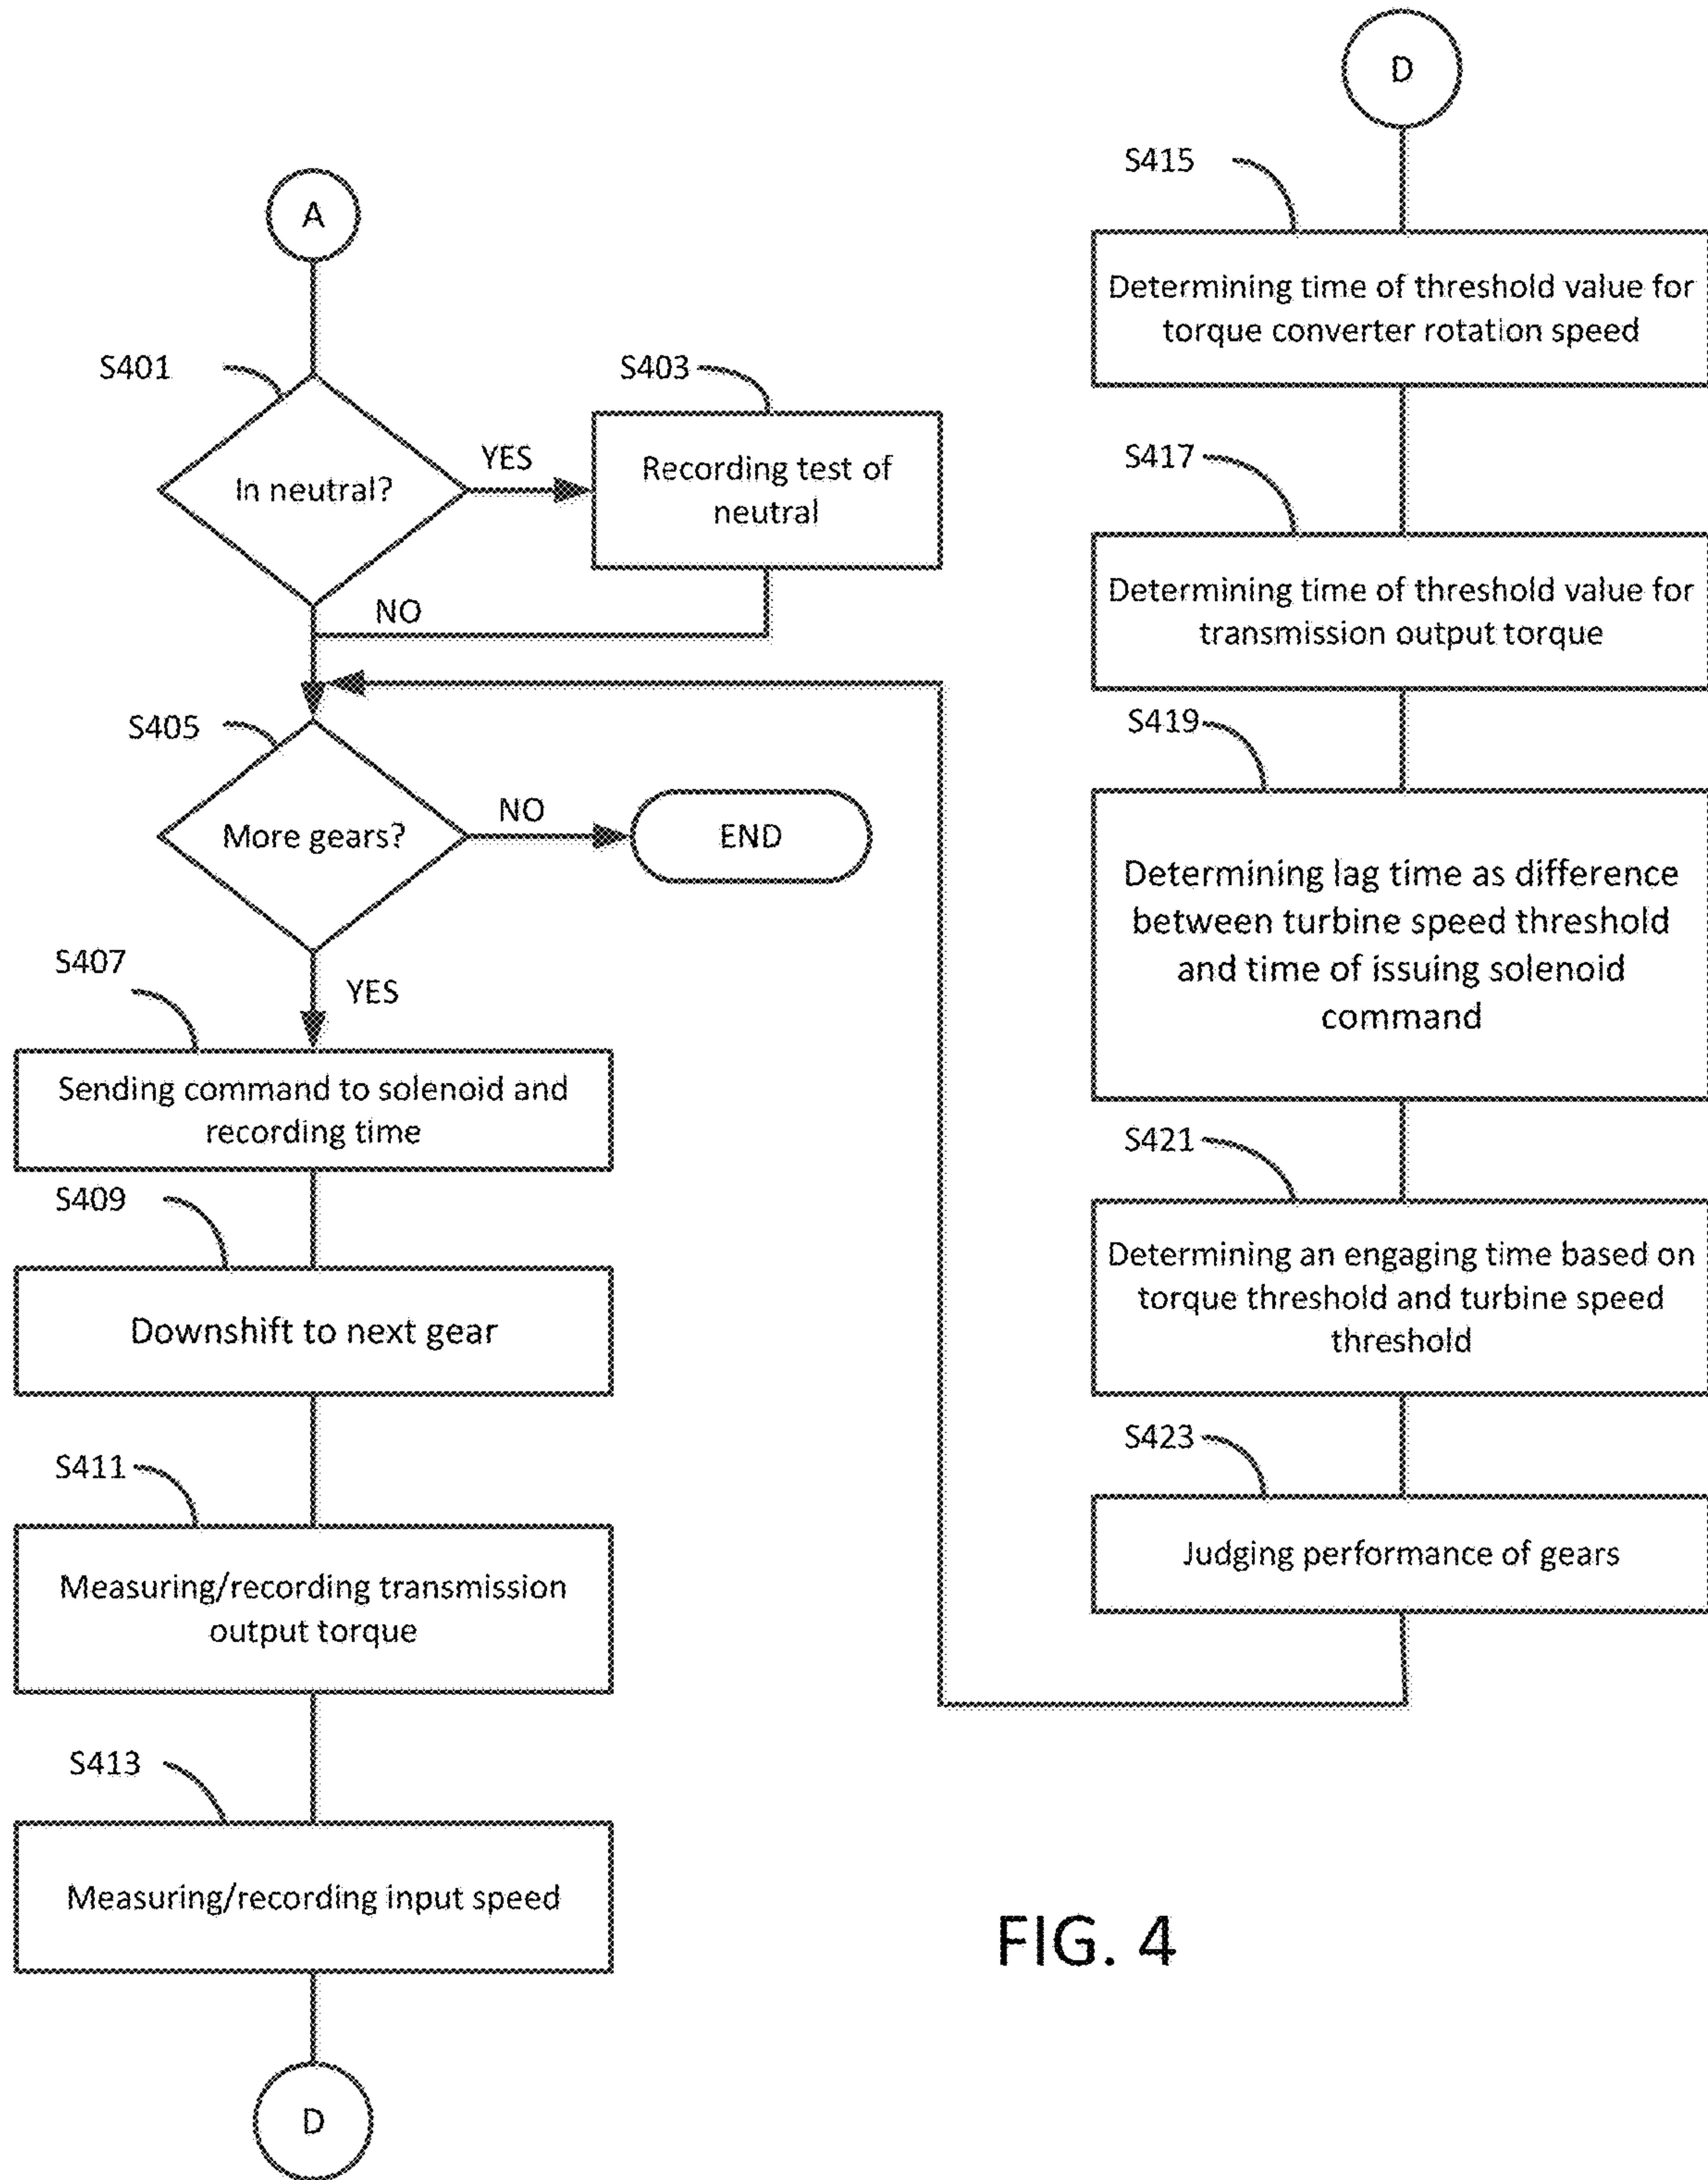 A
S401
In neutral?
YES
S403
Recording test of
neutral
NO
S405
More gears?
NO
END
YES
S407
Sending command to solenoid and
recording time
S409
Downshift to next gear
S411
Measuring/recording transmission
output torque
S413
Measuring/recording input speed
D
D
S415
Determining time of threshold value for
torque converter rotation speed
S417
Determining time of threshold value for
transmission output torque
S419
Determining lag time as difference
between turbine speed threshold
and time of issuing solenoid
command
S421
Determining an engaging time based on
torque threshold and turbine speed
threshold
S423
Judging performance of gears
FIG. 4